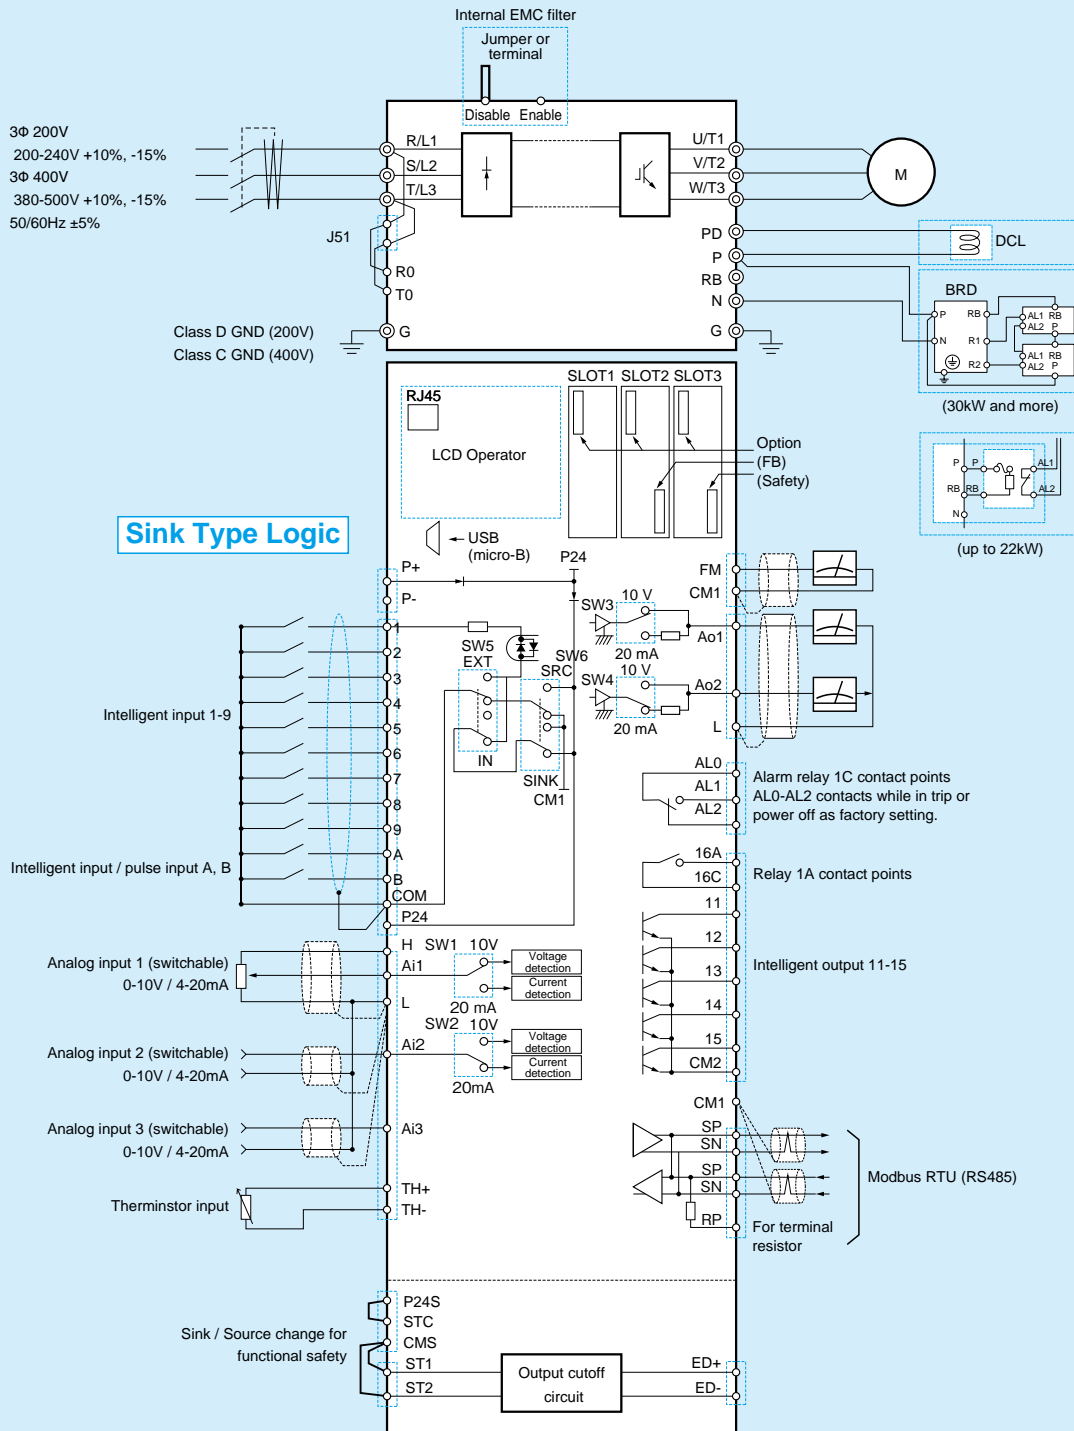 Internal EMC filter
Jumper or
terminal
Disable Enable
3Φ 200V
200-240V +10%, -15%
3Φ 400V
380-500V +10%, -15%
50/60Hz ±5%
R/L1
S/L2
T/L3
J51
R0
T0
G
Class D GND (200V)
Class C GND (400V)
U/T1
V/T2
W/T3
M
PD
P
RB
N
G
DCL
BRD
P
N
RB
R1
R2
AL1 RB
AL2 P
AL1 RB
AL2 P
(30kW and more)
P P
RB RB
N
AL1
AL2
(up to 22kW)
RJ45
LCD Operator
SLOT1 SLOT2 SLOT3
Option
(FB)
(Safety)
Sink Type Logic
USB
(micro-B)
P24
P+
P-
1
2
3
4
5
6
7
8
9
A
B
COM
P24
Intelligent input 1-9
Intelligent input / pulse input A, B
SW5
EXT
IN
SW6
SRC
SINK
CM1
SW3
10 V
20 mA
SW4
10 V
20 mA
FM
CM1
Ao1
Ao2
L
AL0
AL1
AL2
Alarm relay 1C contact points
AL0-AL2 contacts while in trip or
power off as factory setting.
16A
16C
Relay 1A contact points
11
12
13
14
15
CM2
Intelligent output 11-15
H
Ai1
L
Ai2
Ai3
TH+
TH-
Analog input 1 (switchable)
0-10V / 4-20mA
Analog input 2 (switchable)
0-10V / 4-20mA
Analog input 3 (switchable)
0-10V / 4-20mA
Therminstor input
SW1 10V
20 mA
Voltage
detection
Current
detection
SW2 10V
20mA
Voltage
detection
Current
detection
CM1
SP
SN
SP
SN
RP
Modbus RTU (RS485)
For terminal
resistor
P24S
STC
CMS
ST1
ST2
Sink / Source change for
functional safety
Output cutoff
circuit
ED+
ED-